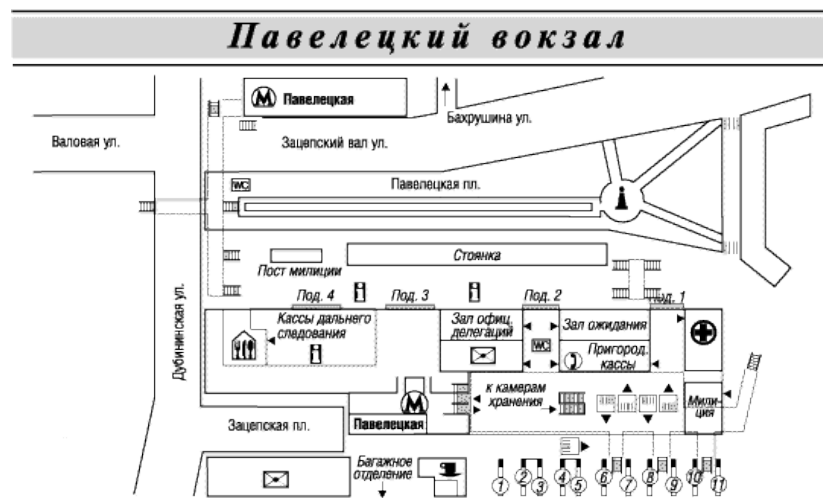 Павелецкий вокзал
М Павелецкая
Бахрушина ул.
Валовая ул.
Зацепский вал ул.
WC
Павелецкая пл.
Стоянка
Пост милиции
Дубининская ул.
Под. 4
Под. 3
Под. 2
Под. 1
Кассы дальнего
следования
Зал офиц.
делегаций
WC
Зал ожидания
Пригород.
кассы
к камерам
хранения
Мили-
ция
М
Павелецкая
Зацепская пл.
Багажное
отделение
1 2 3 4 5 6 7 8 9 10 11